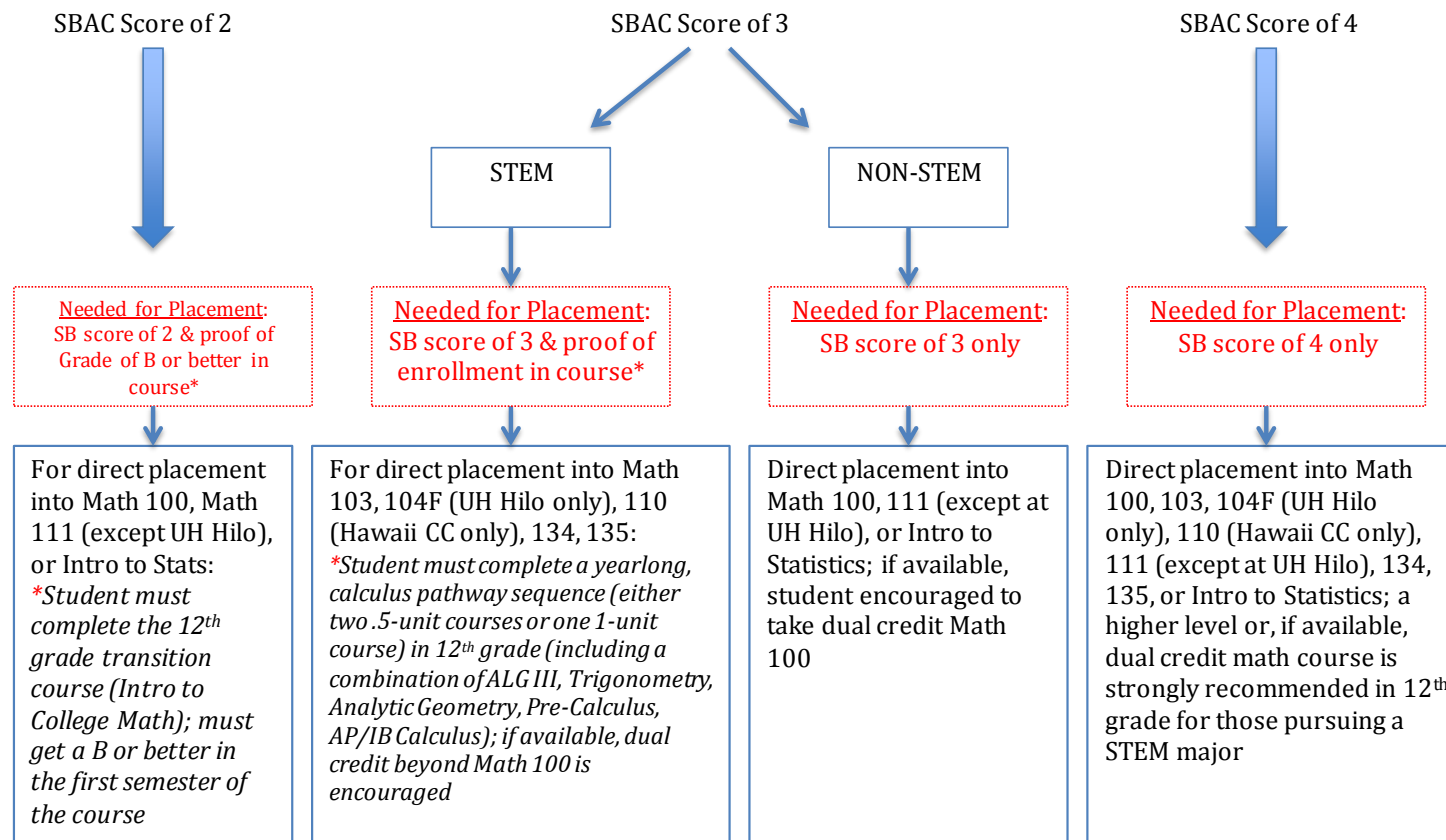 SBAC Score of 2
SBAC Score of 3
SBAC Score of 4
STEM
NON-STEM
Needed for Placement:
SB score of 2 & proof of
Grade of B or better in
course*
Needed for Placement:
SB score of 3 & proof of
enrollment in course*
Needed for Placement:
SB score of 3 only
Needed for Placement:
SB score of 4 only
For direct placement
into Math 100, Math
111 (except UH Hilo),
or Intro to Stats:
*Student must
complete the 12th
grade transition
course (Intro to
College Math); must
get a B or better in
the first semester of
the course
For direct placement into Math
103, 104F (UH Hilo only), 110
(Hawaii CC only), 134, 135:
*Student must complete a yearlong,
calculus pathway sequence (either
two .5-unit courses or one 1-unit
course) in 12th grade (including a
combination of ALG III, Trigonometry,
Analytic Geometry, Pre-Calculus,
AP/IB Calculus); if available, dual
credit beyond Math 100 is
encouraged
Direct placement into
Math 100, 111 (except at
UH Hilo), or Intro to
Statistics; if available,
student encouraged to
take dual credit Math
100
Direct placement into Math
100, 103, 104F (UH Hilo
only), 110 (Hawaii CC only),
111 (except at UH Hilo), 134,
135, or Intro to Statistics; a
higher level or, if available,
dual credit math course is
strongly recommended in 12th
grade for those pursuing a
STEM major